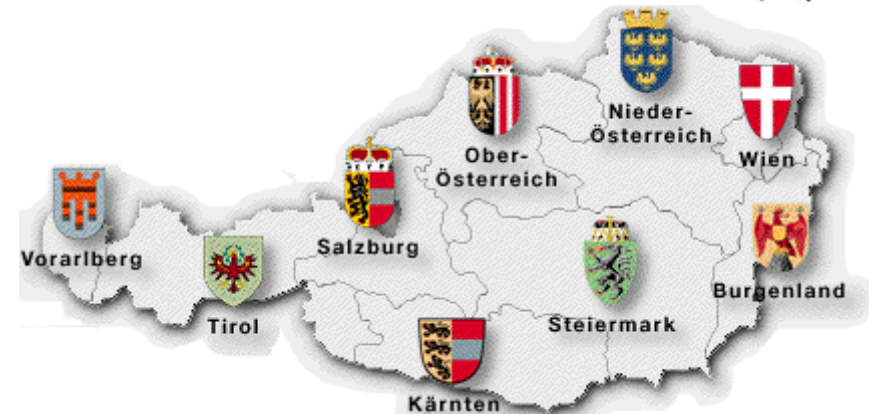 Nieder-
Österreich
Ober-
Österreich
Wien
Salzburg
Vorarlberg
Tirol
Steiermark
Burgenland
Kärnten